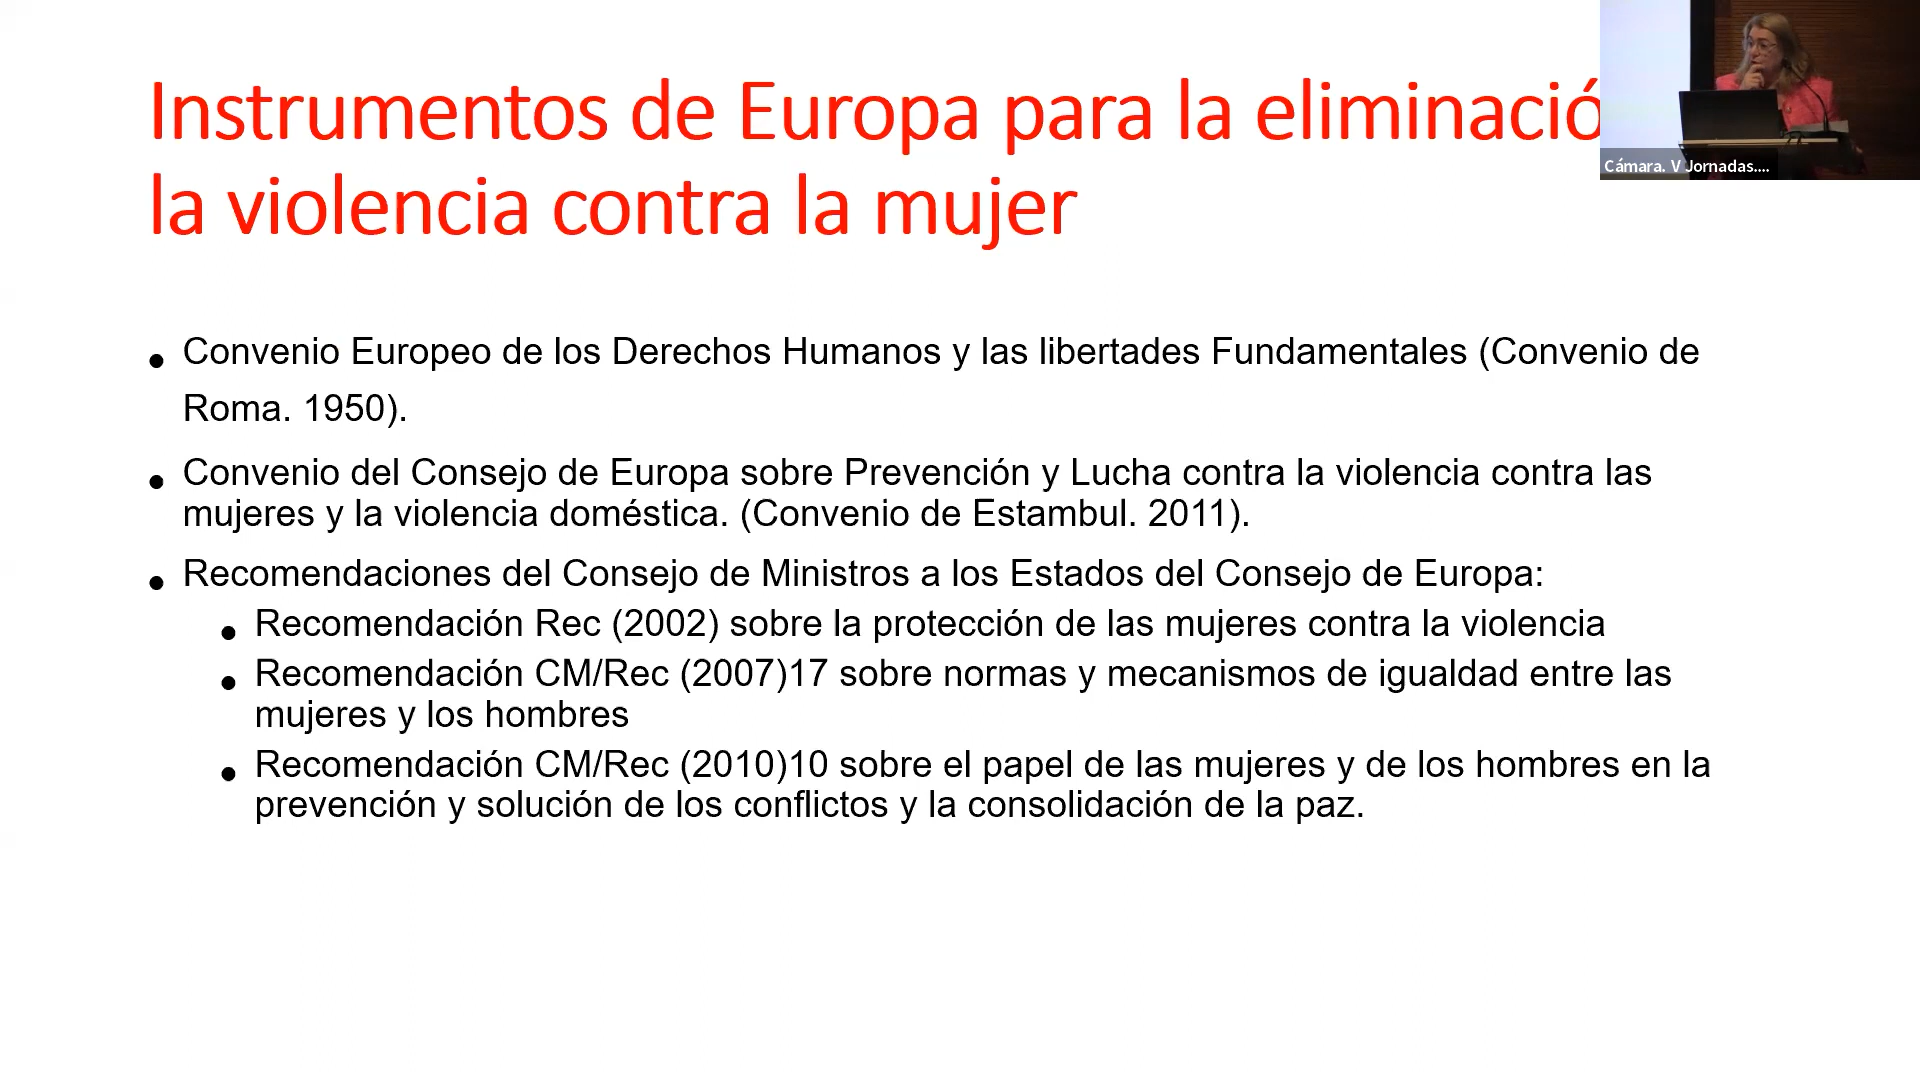 Instrumentos de Europa para la eliminació
la violencia contra la mujer
Cámara. V Jornadas....
• Convenio Europeo de los Derechos Humanos y las libertades Fundamentales (Convenio de
Roma. 1950).
• Convenio del Consejo de Europa sobre Prevención y Lucha contra la violencia contra las
mujeres y la violencia doméstica. (Convenio de Estambul. 2011).
• Recomendaciones del Consejo de Ministros a los Estados del Consejo de Europa:
• Recomendación Rec (2002) sobre la protección de las mujeres contra la violencia
• Recomendación CM/Rec (2007)17 sobre normas y mecanismos de igualdad entre las
mujeres y los hombres
• Recomendación CM/Rec (2010)10 sobre el papel de las mujeres y de los hombres en la
prevención y solución de los conflictos y la consolidación de la paz.